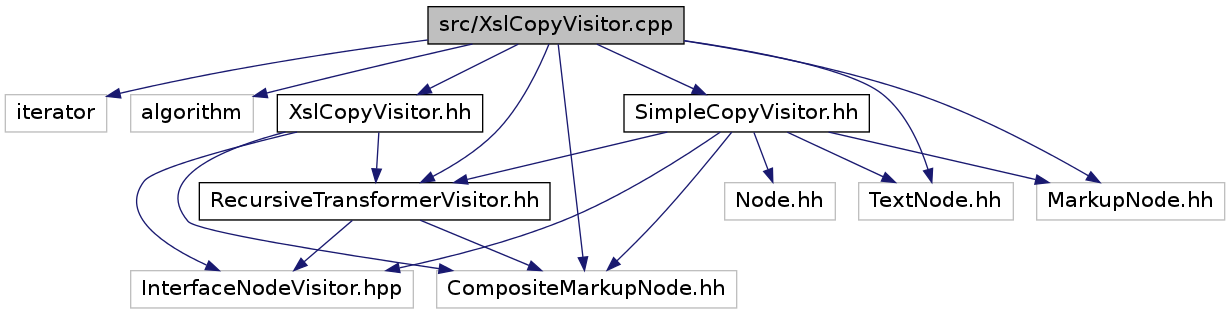 src/XslCopyVisitor.cpp
iterator
algorithm
XslCopyVisitor.hh
SimpleCopyVisitor.hh
RecursiveTransformerVisitor.hh
Node.hh
TextNode.hh
MarkupNode.hh
InterfaceNodeVisitor.hpp
CompositeMarkupNode.hh